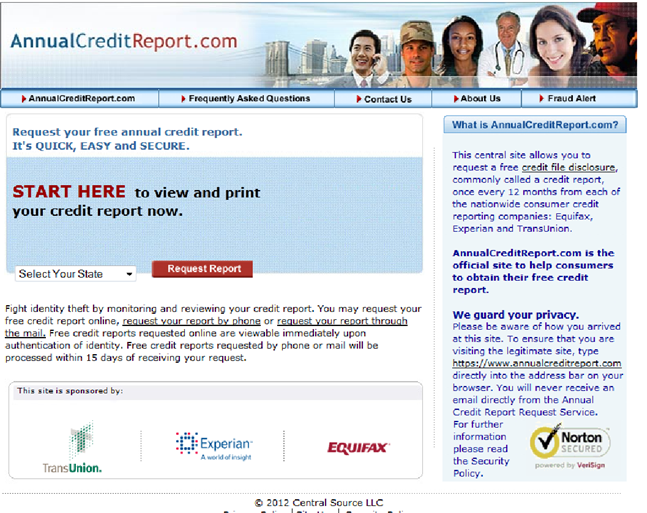 AnnualCreditReport.com
AnnualCreditReport.com
Frequently Asked Questions
Contact Us
About Us
Fraud Alert
Request your free annual credit report.
It's QUICK, EASY and SECURE.
START HERE to view and print
your credit report now.
Select Your State
Request Report
Fight identity theft by monitoring and reviewing your credit report. You may request your
free credit report online, request your report by phone or request your report through
the mail. Free credit reports requested online are viewable immediately upon
authentication of identity. Free credit reports requested by phone or mail will be
processed within 15 days of receiving your request.
This site is sponsored by:
TransUnion.
Experian
A world of insight
EQUIFAX
What is AnnualCreditReport.com?
This central site allows you to
request a free credit file disclosure,
commonly called a credit report,
once every 12 months from each of
the nationwide consumer credit
reporting companies: Equifax,
Experian and TransUnion.
AnnualCreditReport.com is the
official site to help consumers
to obtain their free credit
report.
We guard your privacy.
Please be aware of how you arrived
at this site. To ensure that you are
visiting the legitimate site, type
https://www.annualcreditreport.com
directly into the address bar on your
browser. You will never receive an
email directly from the Annual
Credit Report Request Service.
For further
information
please read
the Security
Policy.
Norton
SECURED
powered by VeriSign
© 2012 Central Source LLC